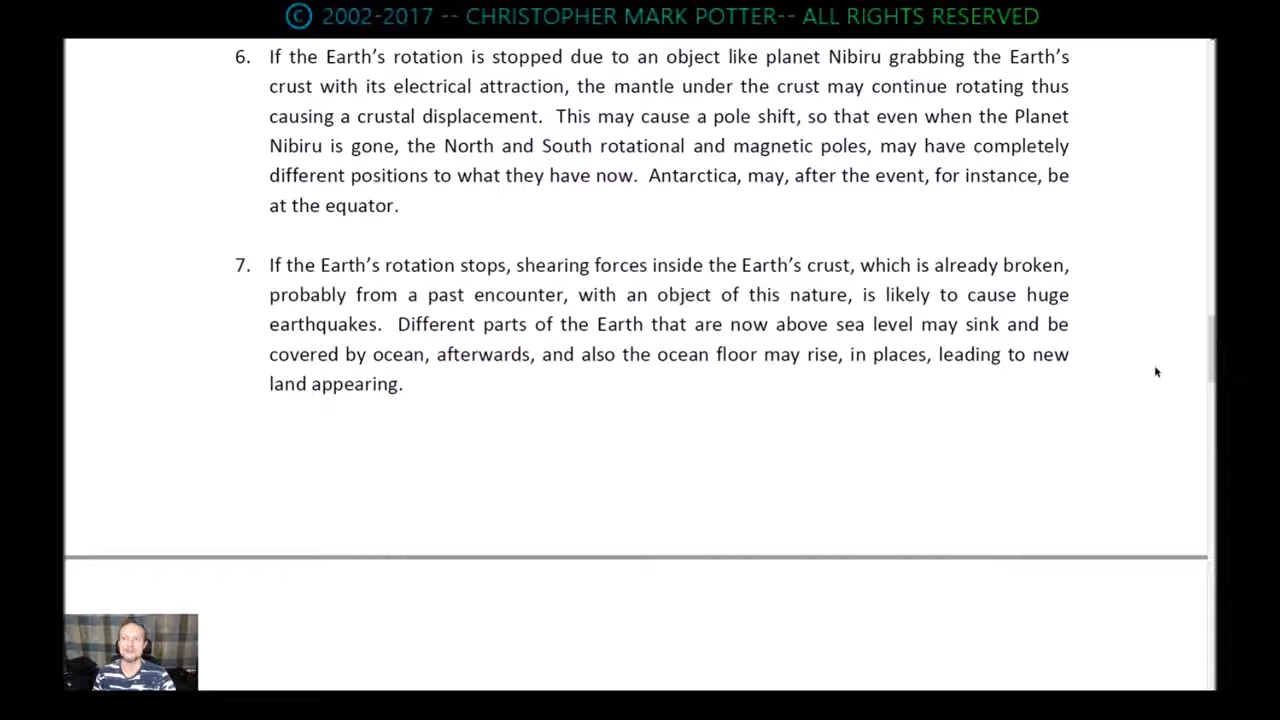 © 2002-2017 -- CHRISTOPHER MARK POTTER-- ALL RIGHTS RESERVED
6. If the Earth’s rotation is stopped due to an object like planet Nibiru grabbing the Earth’s
crust with its electrical attraction, the mantle under the crust may continue rotating thus
causing a crustal displacement. This may cause a pole shift, so that even when the Planet
Nibiru is gone, the North and South rotational and magnetic poles, may have completely
different positions to what they have now. Antarctica, may, after the event, for instance, be
at the equator.
7. If the Earth’s rotation stops, shearing forces inside the Earth’s crust, which is already broken,
probably from a past encounter, with an object of this nature, is likely to cause huge
earthquakes. Different parts of the Earth that are now above sea level may sink and be
covered by ocean, afterwards, and also the ocean floor may rise, in places, leading to new
land appearing.